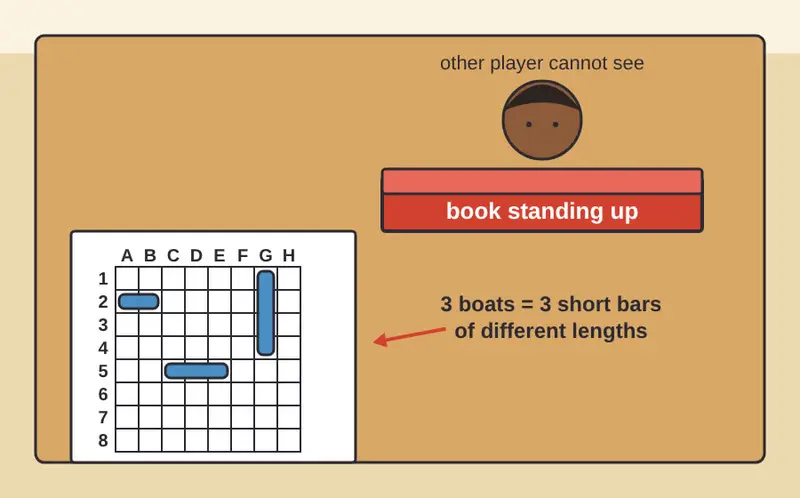 other player cannot see
book standing up
A B C D E F G H
1
2
3
4
5
6
7
8
3 boats = 3 short bars
of different lengths